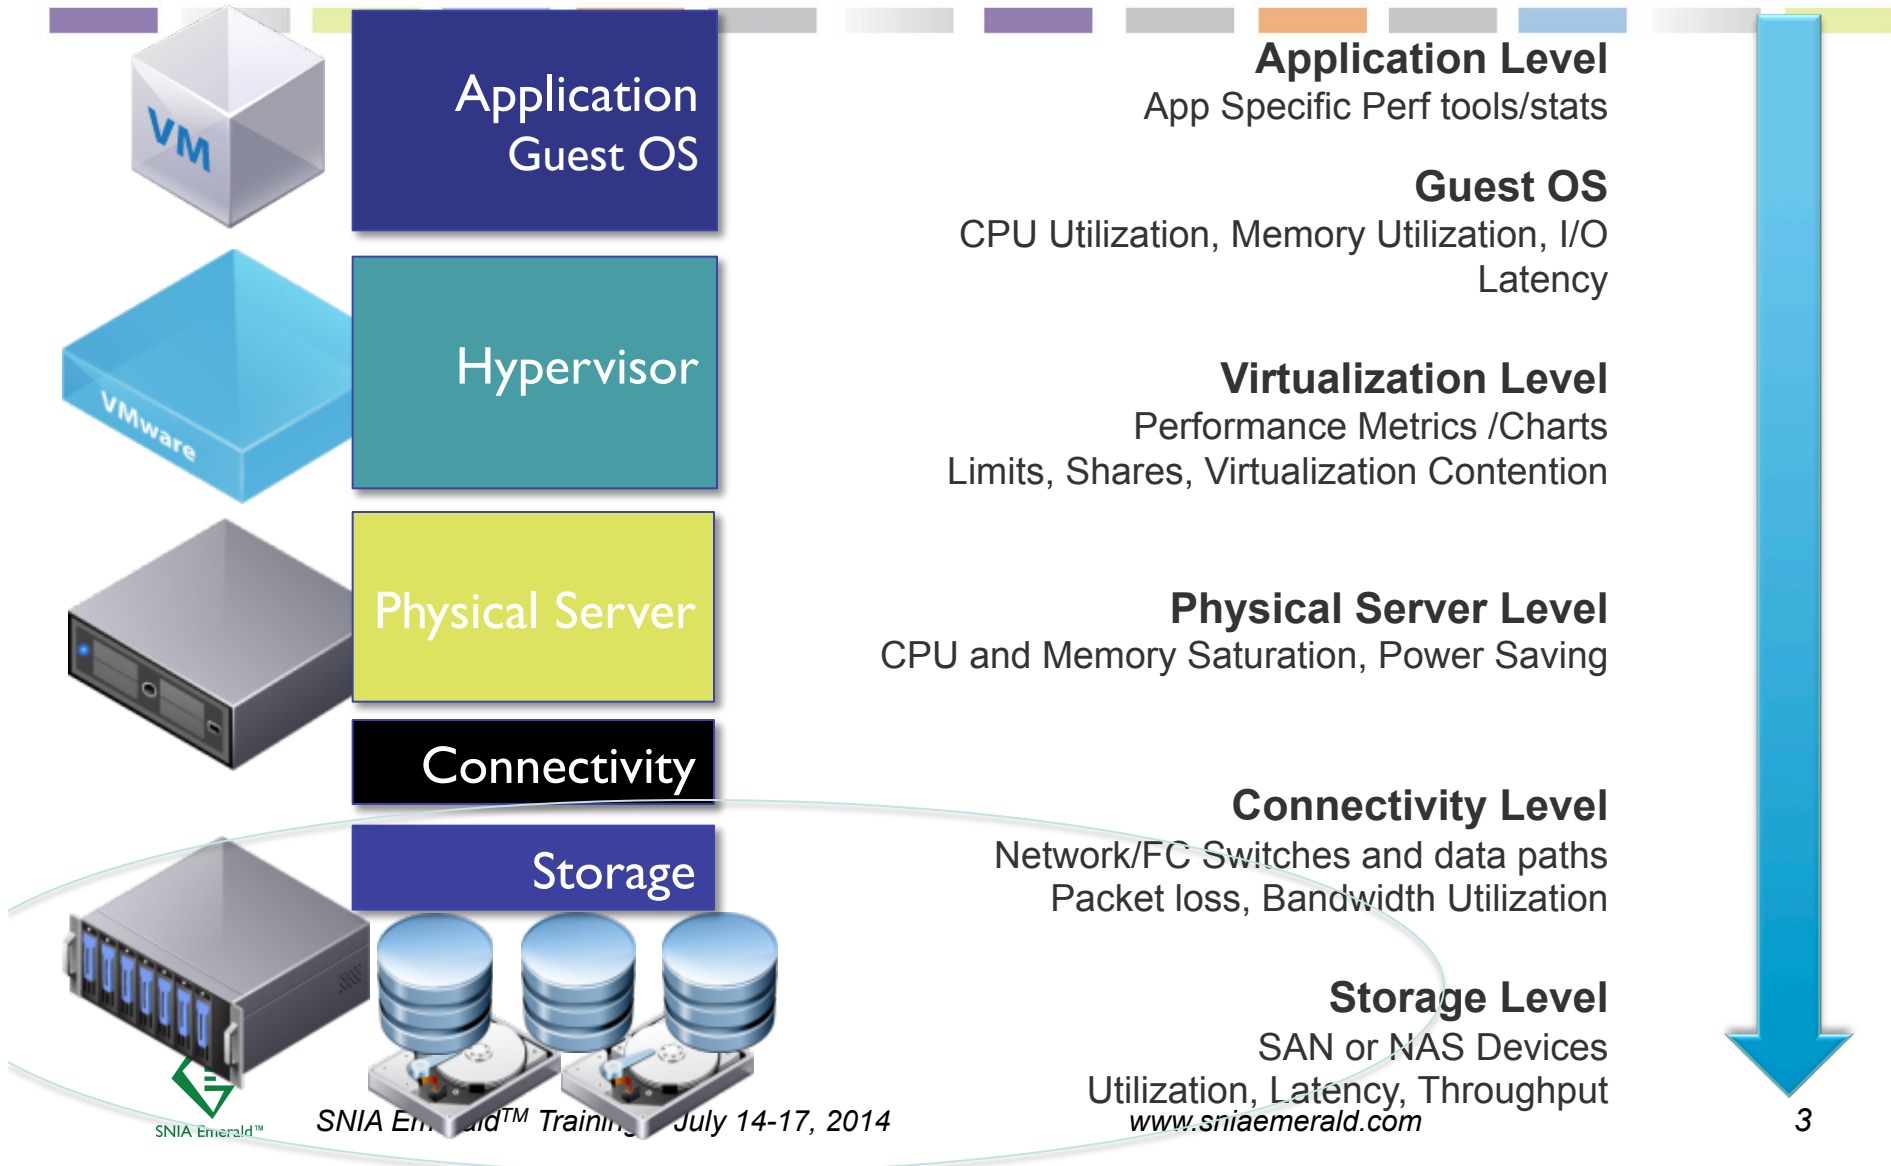 VM
Application
Guest OS
VMware
Hypervisor
Physical Server
Connectivity
Storage
Application Level
App Specific Perf tools/stats
Guest OS
CPU Utilization, Memory Utilization, I/O
Latency
Virtualization Level
Performance Metrics /Charts
Limits, Shares, Virtualization Contention
Physical Server Level
CPU and Memory Saturation, Power Saving
Connectivity Level
Network/FC Switches and data paths
Packet loss, Bandwidth Utilization
Storage Level
SAN or NAS Devices
Utilization, Latency, Throughput
SNIA Emerald™
SNIA Emerald™ Training July 14-17, 2014
www.sniaemerald.com
3